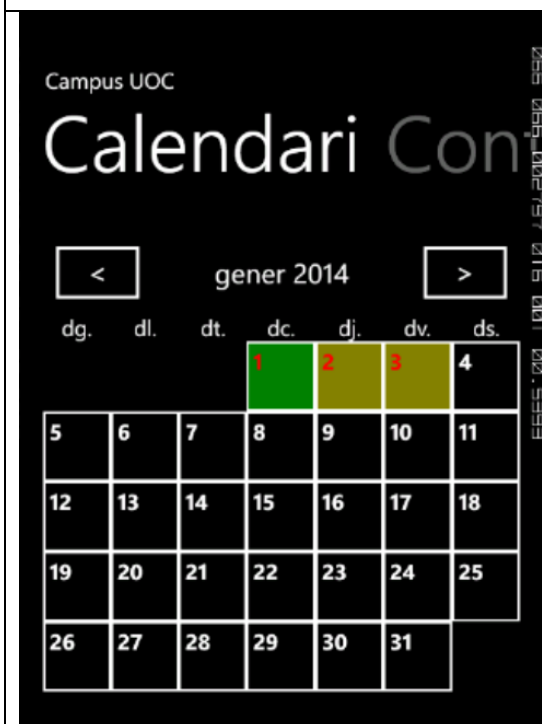 Campus UOC
Calendari Con
< gener 2014 >
dg. dl. dt. dc. dj. dv. ds.
1 2 3 4
5 6 7 8 9 10 11
12 13 14 15 16 17 18
19 20 21 22 23 24 25
26 27 28 29 30 31